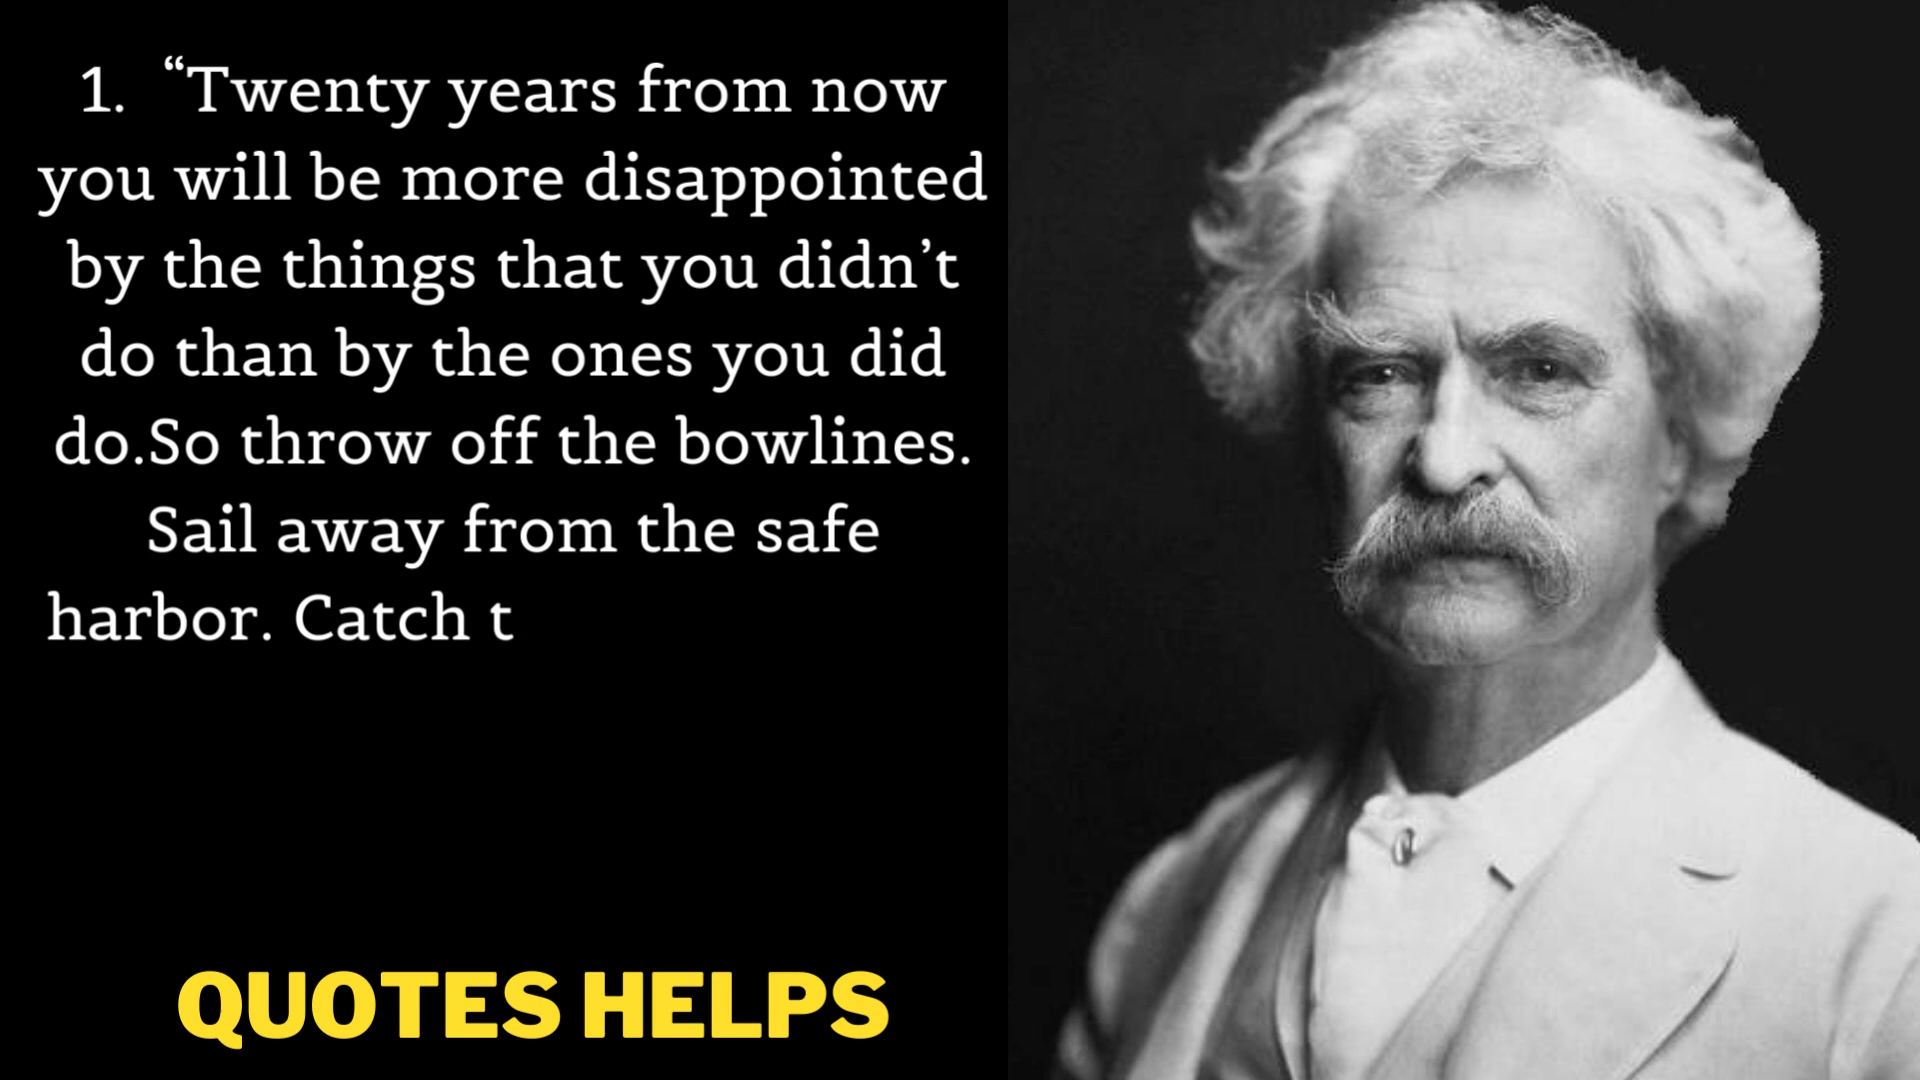 1.  “Twenty years from now
you will be more disappointed
by the things that you didn’t
do than by the ones you did
do.So throw off the bowlines.
Sail away from the safe
harbor. Catch t
QUOTES HELPS